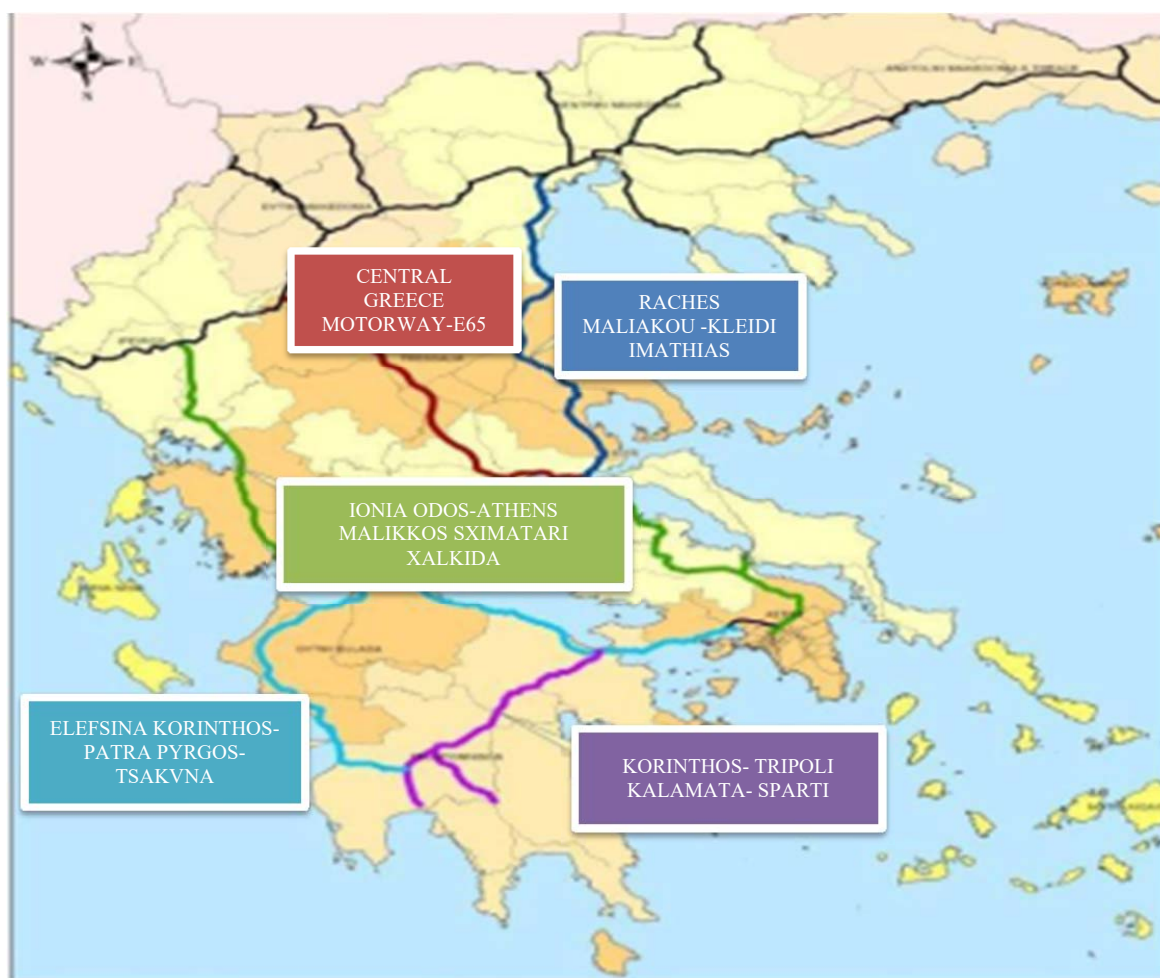 N
W E
N
CENTRAL
GREECE
MOTORWAY-E65
RACHES
MALIAKOU -KLEIDI
IMATHIAS
IONIA ODOS-ATHENS
MALIKKOS SXIMATARI
XALKIDA
ELEFSINA KORINTHOS-
PATRA PYRGOS-
TSAKVNA
KORINTHOS- TRIPOLI
KALAMATA- SPARTI